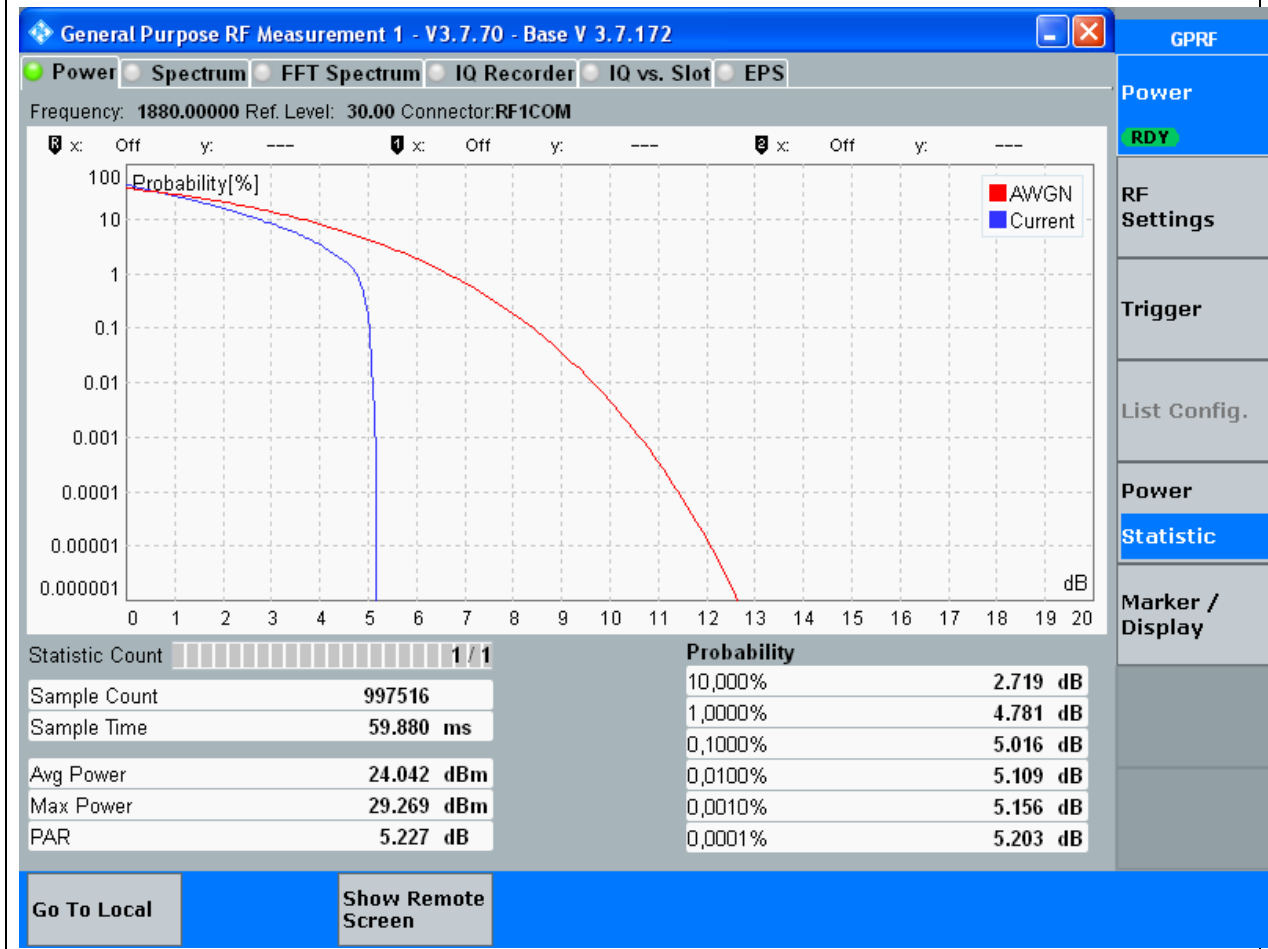 General Purpose RF Measurement 1 - V3.7.70 - Base V 3.7.172
GPRF
Power Spectrum FFT Spectrum IQ Recorder IQ vs. Slot EPS
Frequency: 1880.00000 Ref. Level: 30.00 Connector:RF1COM
R x: Off y: --- 1 x: Off y: --- 2 x: Off y: ---
Probability[%]
AWGN
Current
100
10
1
0.1
0.01
0.001
0.0001
0.00001
0.000001
dB
0 1 2 3 4 5 6 7 8 9 10 11 12 13 14 15 16 17 18 19 20
Statistic Count 1 / 1
Sample Count 997516
Sample Time 59.880 ms
Avg Power 24.042 dBm
Max Power 29.269 dBm
PAR 5.227 dB
Probability
10,000% 2.719 dB
1,0000% 4.781 dB
0,1000% 5.016 dB
0,0100% 5.109 dB
0,0010% 5.156 dB
0,0001% 5.203 dB
Power
RDY
RF
Settings
Trigger
List Config.
Power
Statistic
Marker /
Display
Go To Local
Show Remote
Screen